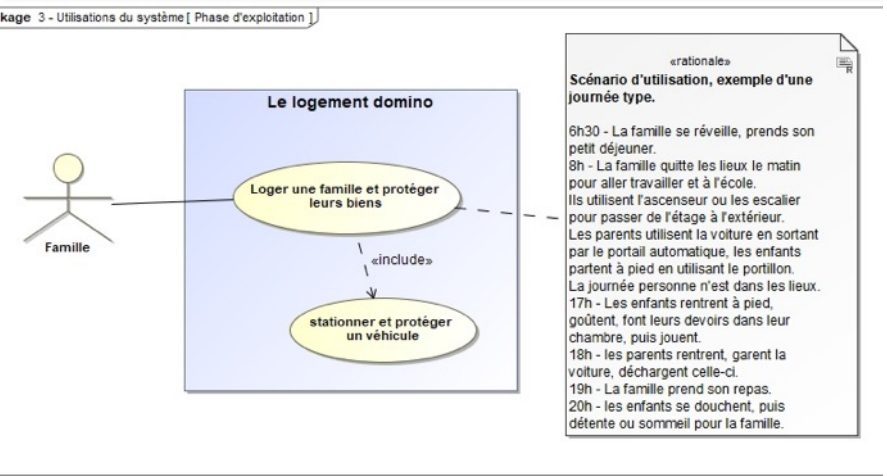 kage 3 - Utilisations du système [ Phase d'exploitation ]
«rationale»
Scénario d'utilisation, exemple d'une
journée type.
6h30 - La famille se réveille, prends son
petit déjeuner.
8h - La famille quitte les lieux le matin
pour aller travailler et à l'école.
Ils utilisent l'ascenseur ou les escalier
pour passer de l'étage à l'extérieur.
Les parents utilisent la voiture en sortant
par le portail automatique, les enfants
partent à pied en utilisant le portillon.
La journée personne n'est dans les lieux.
17h - Les enfants rentrent à pied,
goûtent, font leurs devoirs dans leur
chambre, puis jouent.
18h - les parents rentrent, garent la
voiture, déchargent celle-ci.
19h - La famille prend son repas.
20h - les enfants se douchent, puis
détente ou sommeil pour la famille.
Le logement domino
Loger une famille et protéger
leurs biens
Famille
«include»
stationner et protéger
un véhicule
R